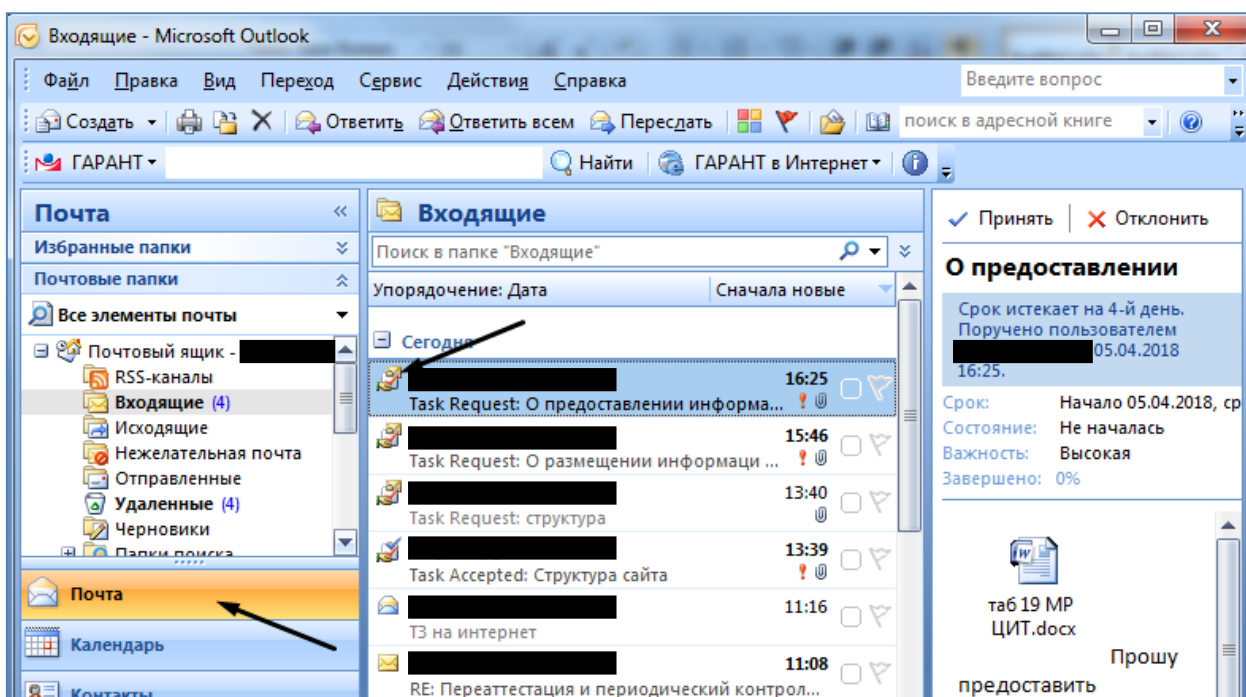 Входящие - Microsoft Outlook
Файл Правка Вид Переход Сервис Действия Справка Введите вопрос
Создать Ответить Ответить всем Переслать поиск в адресной книге
ГАРАНТ Найти ГАРАНТ в Интернет
Почта
Избранные папки
Почтовые папки
Все элементы почты
Почтовый ящик -
RSS-каналы
Входящие (4)
Исходящие
Нежелательная почта
Отправленные
Удаленные (4)
Черновики
Папки поиска
Почта
Календарь
Контакты
Входящие
Поиск в папке "Входящие"
Упорядочение: Дата Сначала новые
Сегодня
16:25
Task Request: О предоставлении информа...
15:46
Task Request: О размещении информаци ...
13:40
Task Request: структура
13:39
Task Accepted: Структура сайта
11:16
ТЗ на интернет
11:08
RE: Переаттестация и периодический контрол...
Принять Отклонить
О предоставлении
Срок истекает на 4-й день.
Поручено пользователем
05.04.2018
16:25.
Срок: Начало 05.04.2018, ср
Состояние: Не началась
Важность: Высокая
Завершено: 0%
таб 19 МР
ЦИТ.docx
Прошу
предоставить